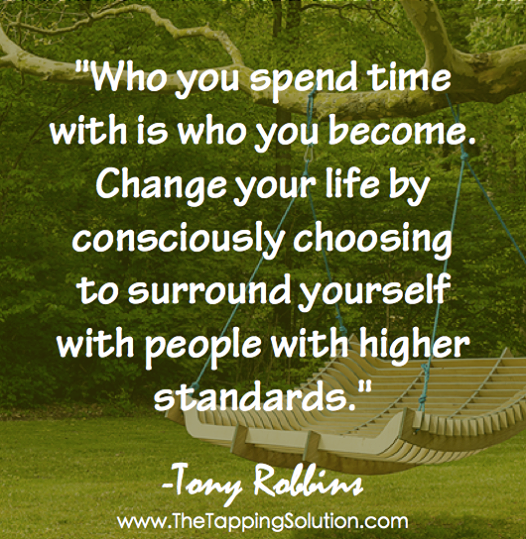 "Who you spend time
with is who you become.
Change your life by
consciously choosing
to surround yourself
with people with higher
standards."
-Tony Robbins
www.TheTappingSolution.com